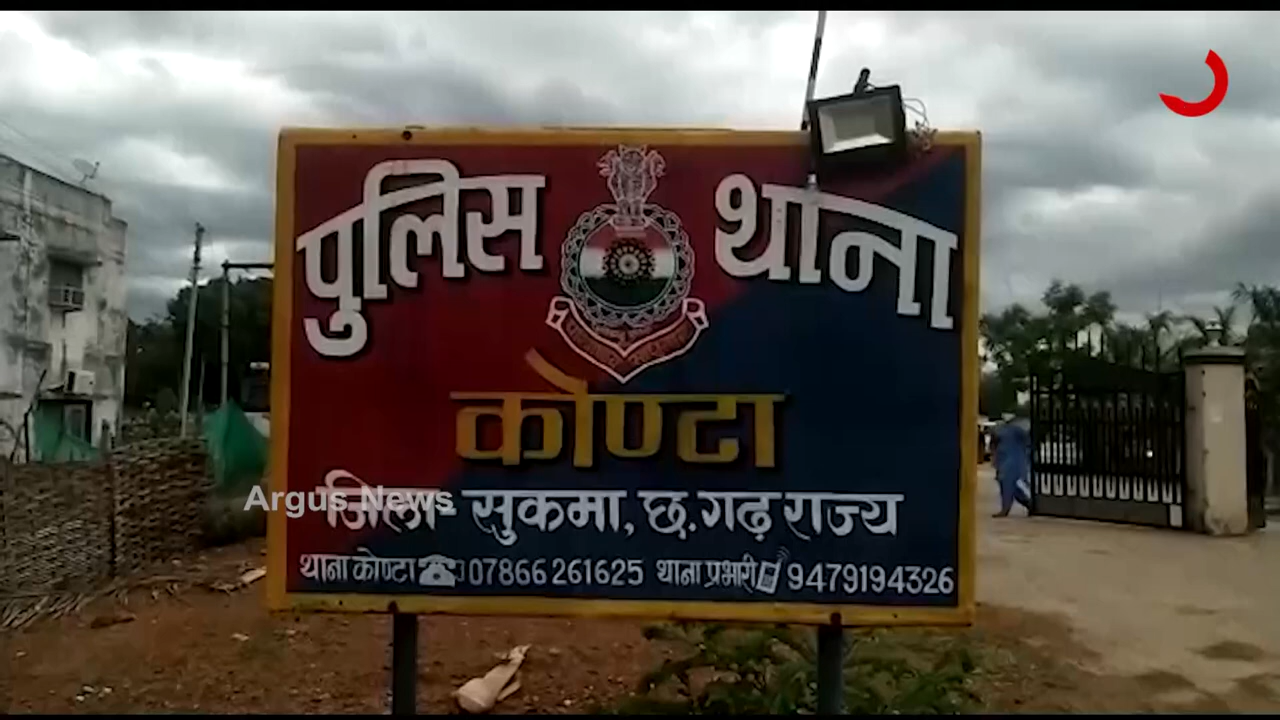 पुलिस थाना
कोण्टा
जिला- सुकमा, छ.गढ़ राज्य
थाना कोण्टा 07866 261625 थाना प्रभारी 9479194326
Argus News